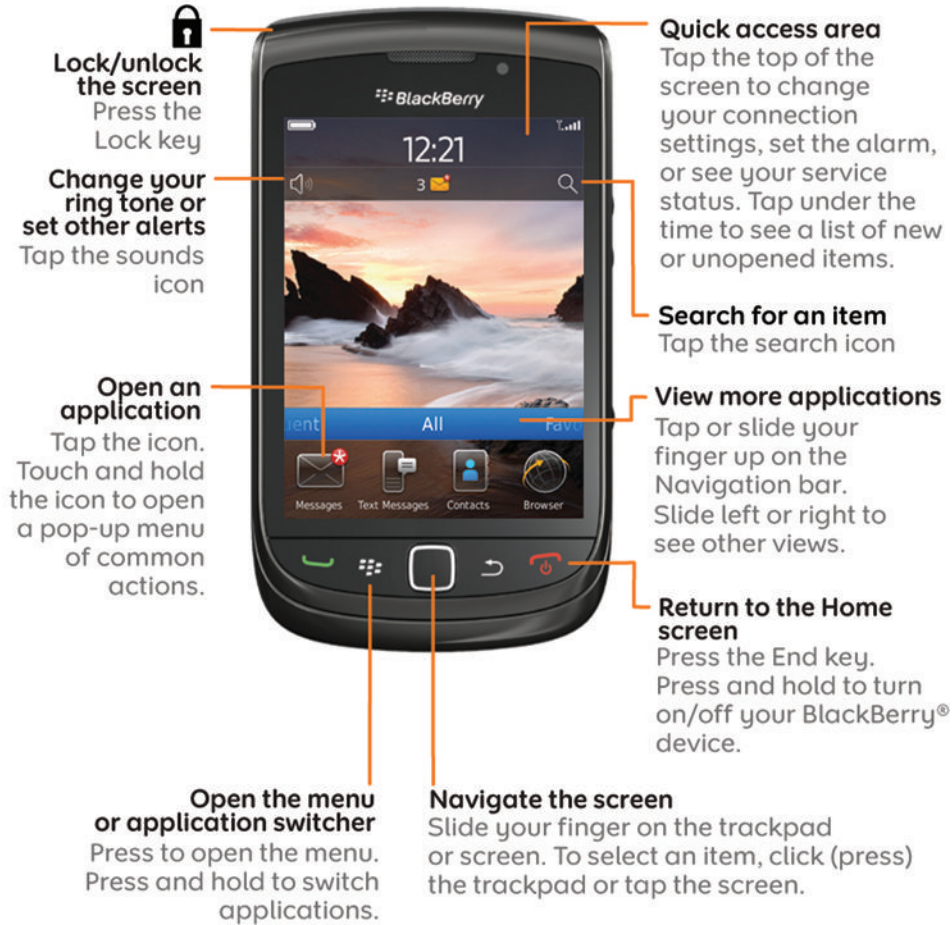 Lock/unlock
the screen
Press the
Lock key
Change your
ring tone or
set other alerts
Tap the sounds
icon
Open an
application
Tap the icon.
Touch and hold
the icon to open
a pop-up menu
of common
actions.
BlackBerry
12:21
3
uent
All
Favo
Messages
Text Messages
Contacts
Browser
Quick access area
Tap the top of the
screen to change
your connection
settings, set the alarm,
or see your service
status. Tap under the
time to see a list of new
or unopened items.
Search for an item
Tap the search icon
View more applications
Tap or slide your
finger up on the
Navigation bar.
Slide left or right to
see other views.
Return to the Home
screen
Press the End key.
Press and hold to turn
on/off your BlackBerry®
device.
Open the menu
or application switcher
Press to open the menu.
Press and hold to switch
applications.
Navigate the screen
Slide your finger on the trackpad
or screen. To select an item, click (press)
the trackpad or tap the screen.